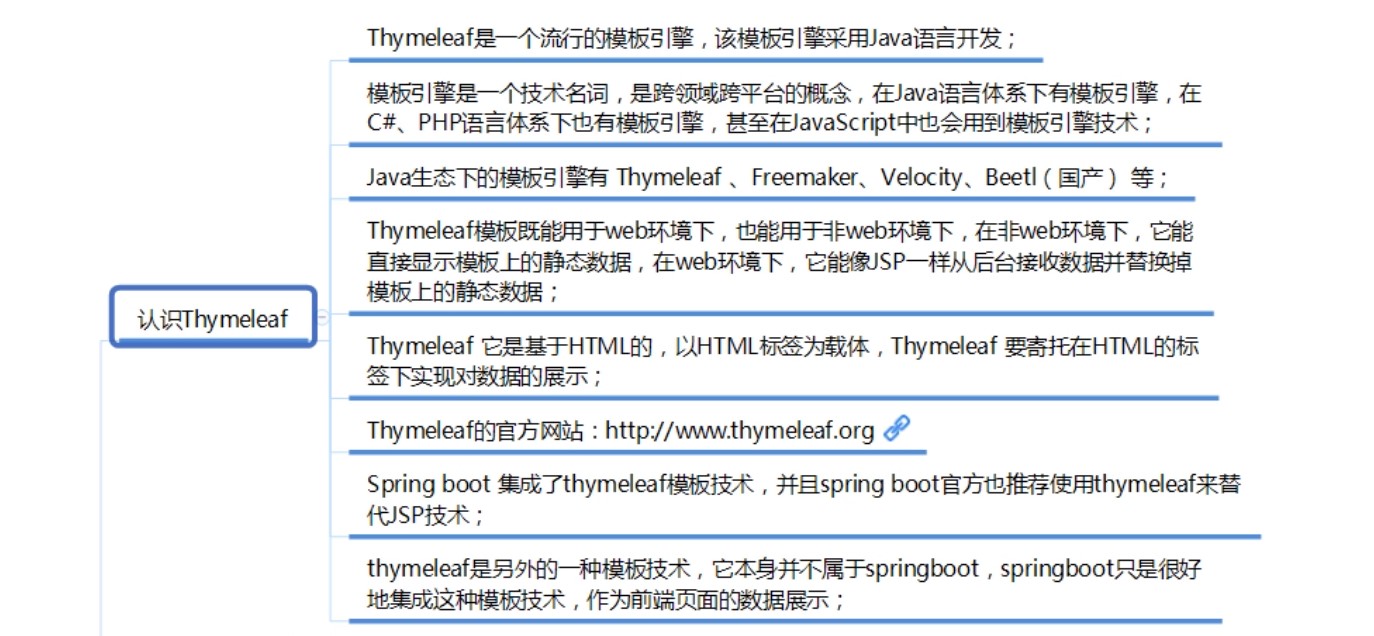 Thymeleaf是一个流行的模板引擎，该模板引擎采用Java语言开发；
模板引擎是一个技术名词，是跨领域跨平台的概念，在Java语言体系下有模板引擎，在
C#、PHP语言体系下也有模板引擎，甚至在JavaScript中也会用到模板引擎技术；
Java生态下的模板引擎有 Thymeleaf 、Freemaker、Velocity、Beetl（国产） 等；
Thymeleaf模板既能用于web环境下，也能用于非web环境下，在非web环境下，它能
直接显示模板上的静态数据，在web环境下，它能像JSP一样从后台接收数据并替换掉
模板上的静态数据；
认识Thymeleaf
Thymeleaf 它是基于HTML的，以HTML标签为载体，Thymeleaf 要寄托在HTML的标
签下实现对数据的展示；
Thymeleaf的官方网站：http://www.thymeleaf.org
Spring boot 集成了thymeleaf模板技术，并且spring boot官方也推荐使用thymeleaf来替
代JSP技术；
thymeleaf是另外的一种模板技术，它本身并不属于springboot，springboot只是很好
地集成这种模板技术，作为前端页面的数据展示；